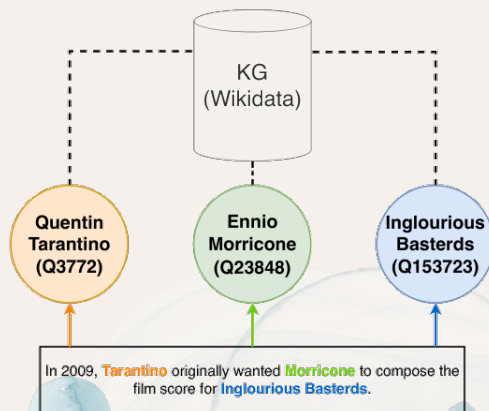 KG
(Wikidata)
Quentin
Tarantino
(Q3772)
Ennio
Morricone
(Q23848)
Inglourious
Basterds
(Q153723)
In 2009, Tarantino originally wanted Morricone to compose the
film score for Inglourious Basterds.